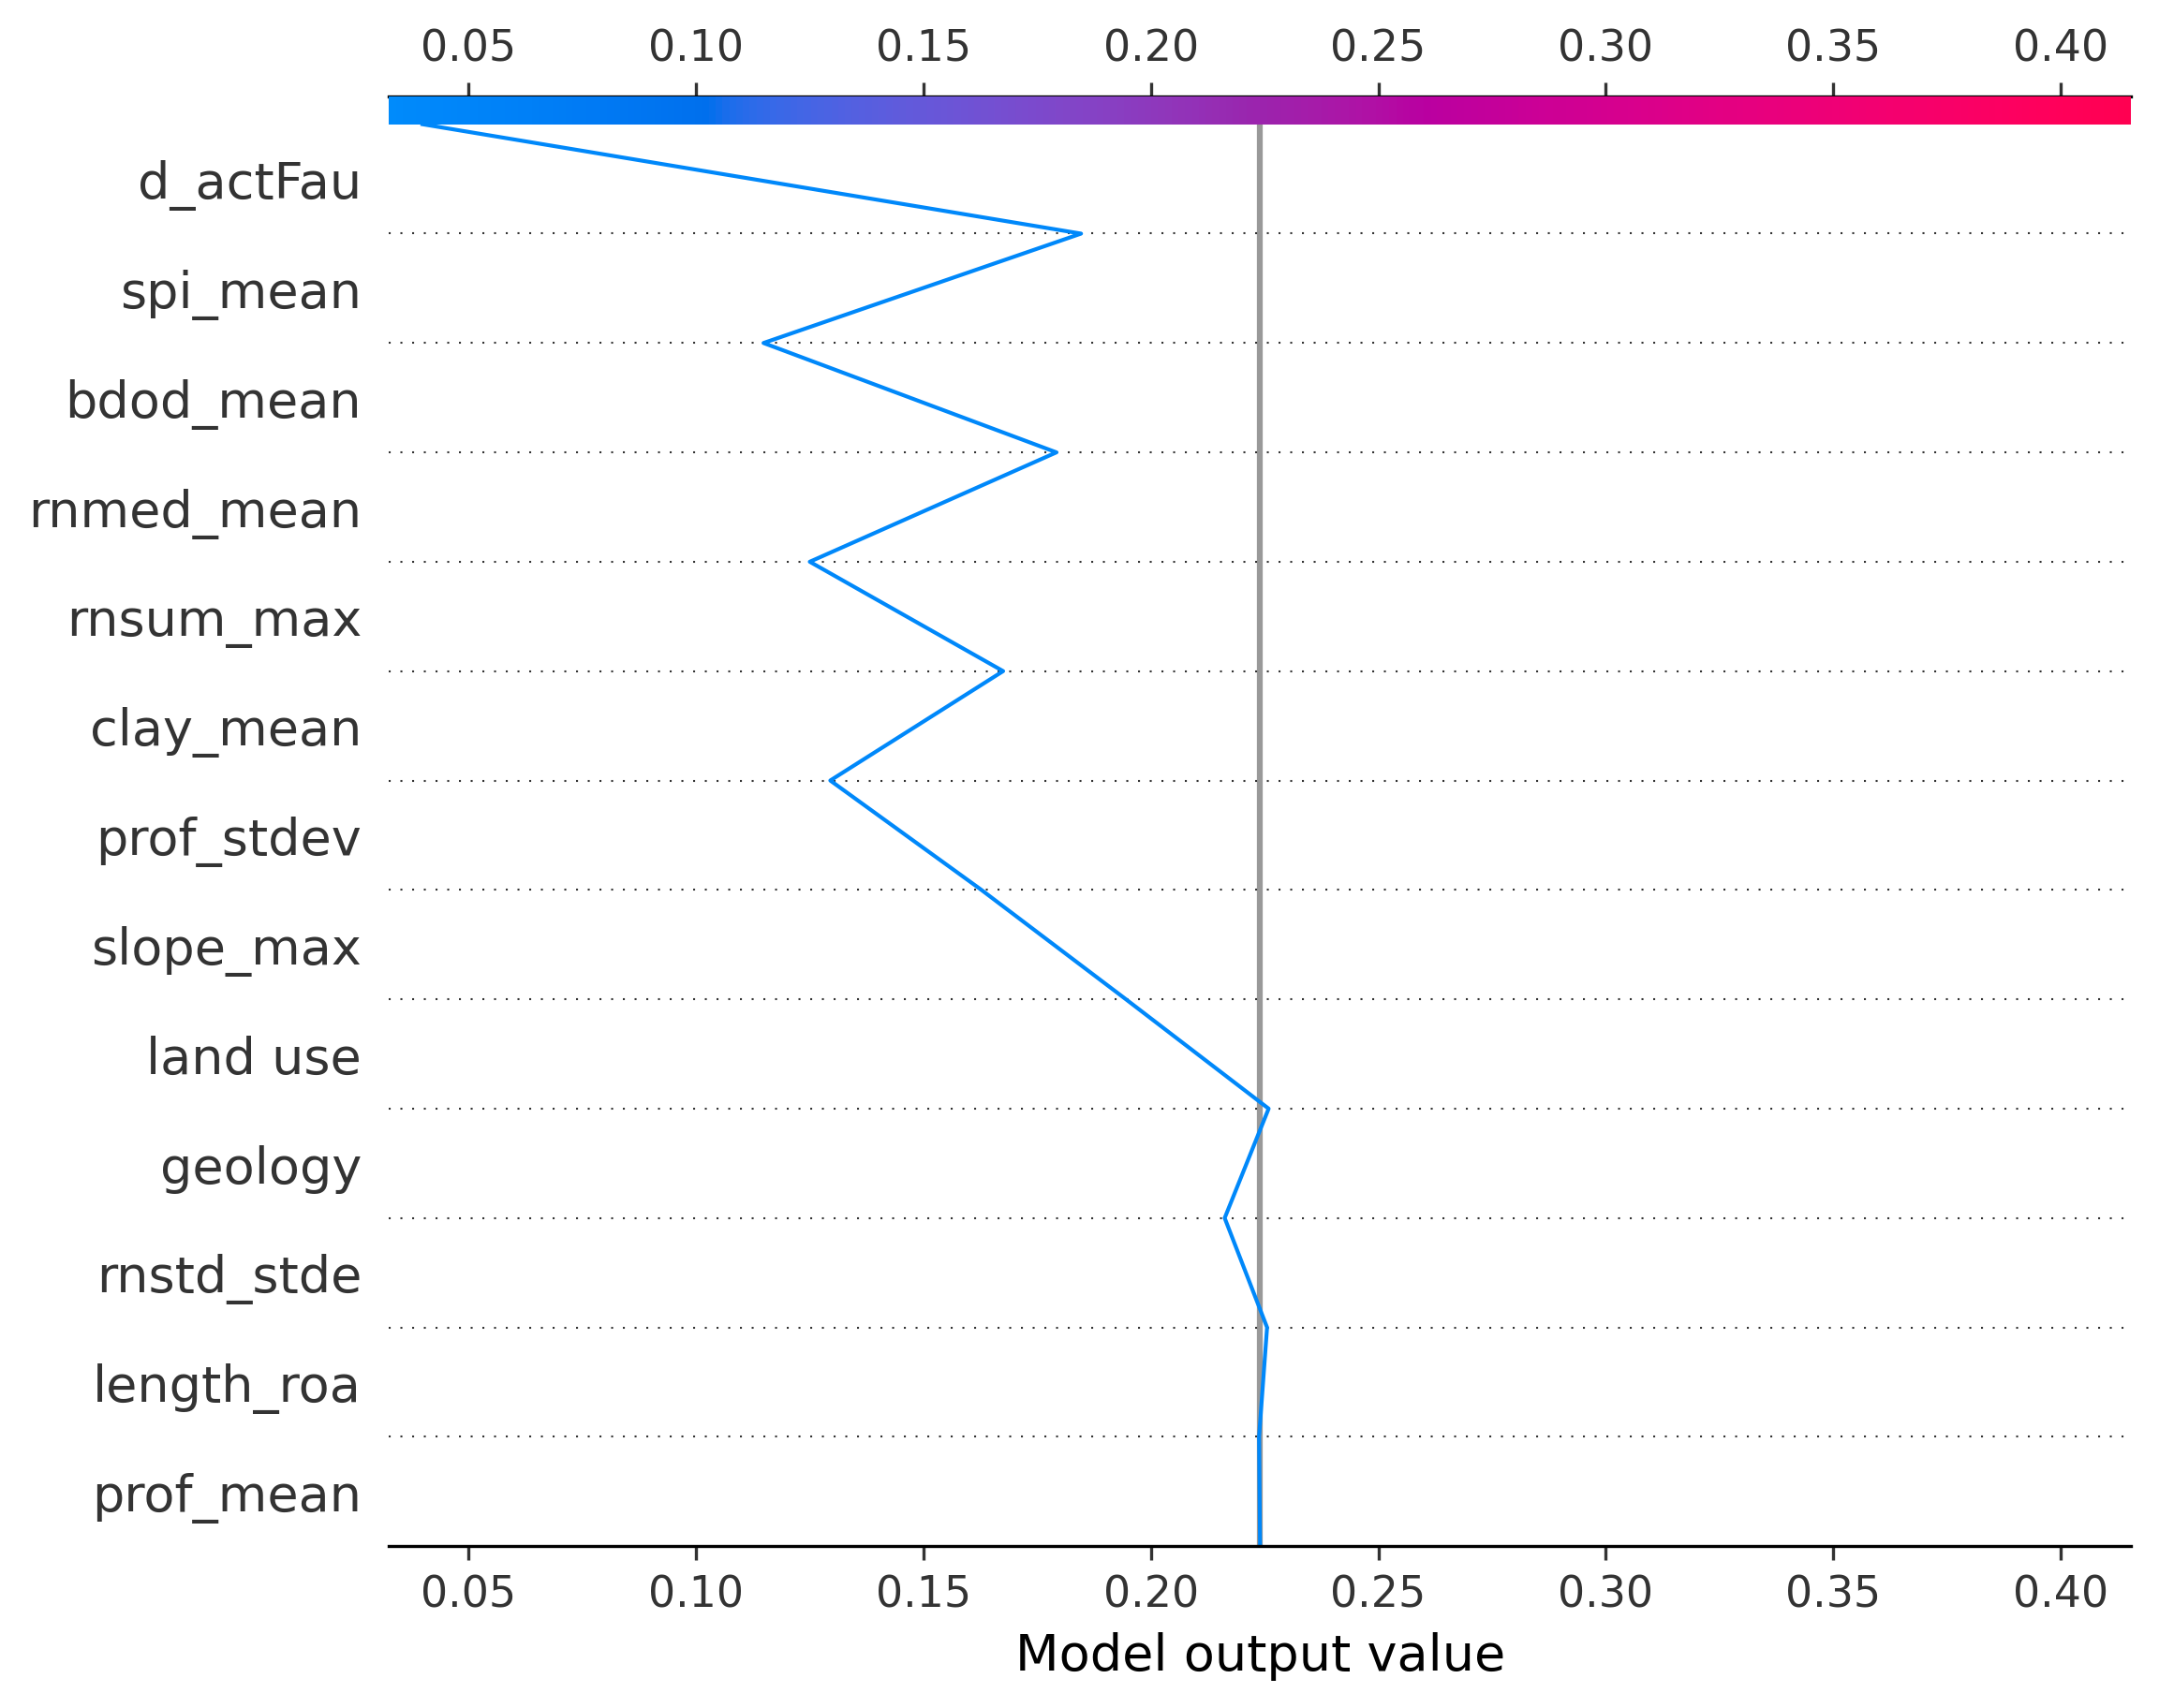 0.05 0.10 0.15 0.20 0.25 0.30 0.35 0.40
d_actFau
spi_mean
bdod_mean
rnmed_mean
rnsum_max
clay_mean
prof_stdev
slope_max
land use
geology
rnstd_stde
length_roa
prof_mean
0.05 0.10 0.15 0.20 0.25 0.30 0.35 0.40
Model output value